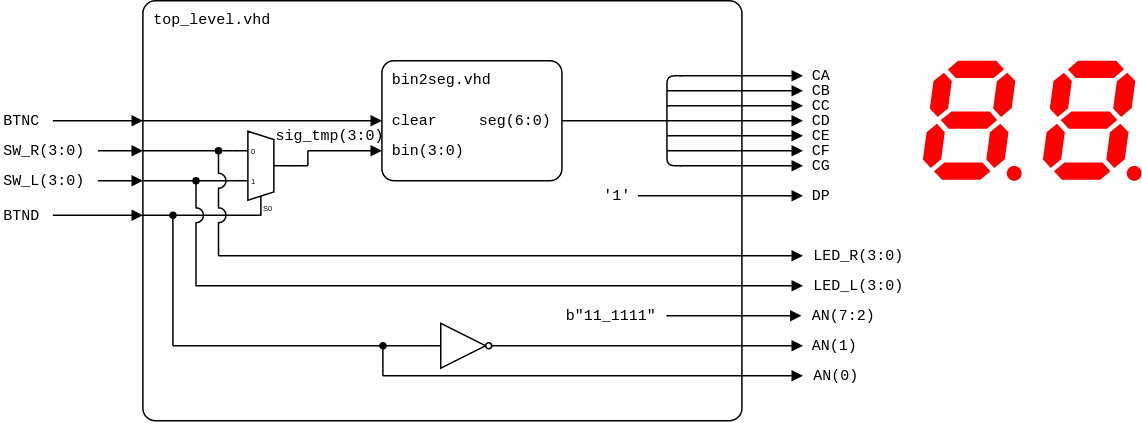 top_level.vhd
bin2seg.vhd
CA
CB
CC
BTNC
clear
seg(6:0)
CD
sig_tmp(3:0)
CE
SW_R(3:0)
0
bin(3:0)
CF
CG
SW_L(3:0)
1
'1'
DP
S0
BTND
LED_R(3:0)
LED_L(3:0)
b"11_1111"
AN(7:2)
AN(1)
AN(0)
8.8.